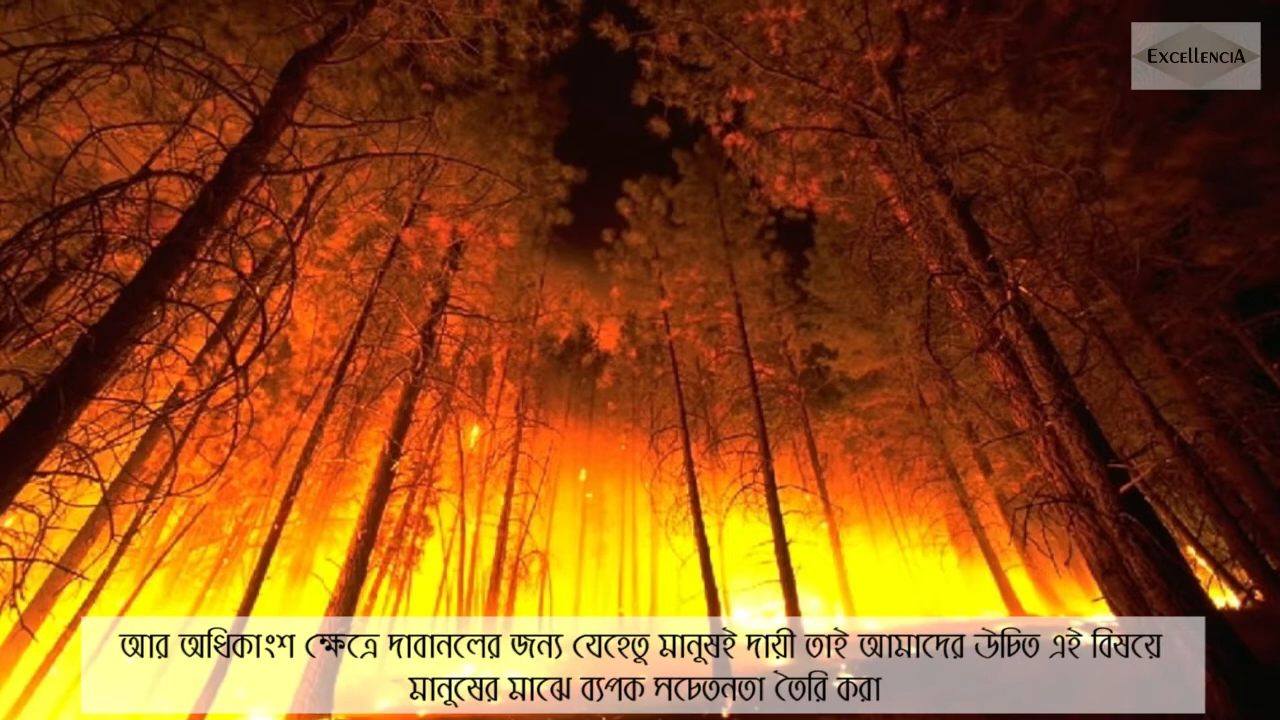 ExcellenciA
আর অধিকাংশ ক্ষেত্রে দাবানলের জন্য যেহেতু মানুষই দায়ী তাই আমাদের উচিত এই বিষয়ে
মানুষের মাঝে ব্যপক সচেতনতা তৈরি করা